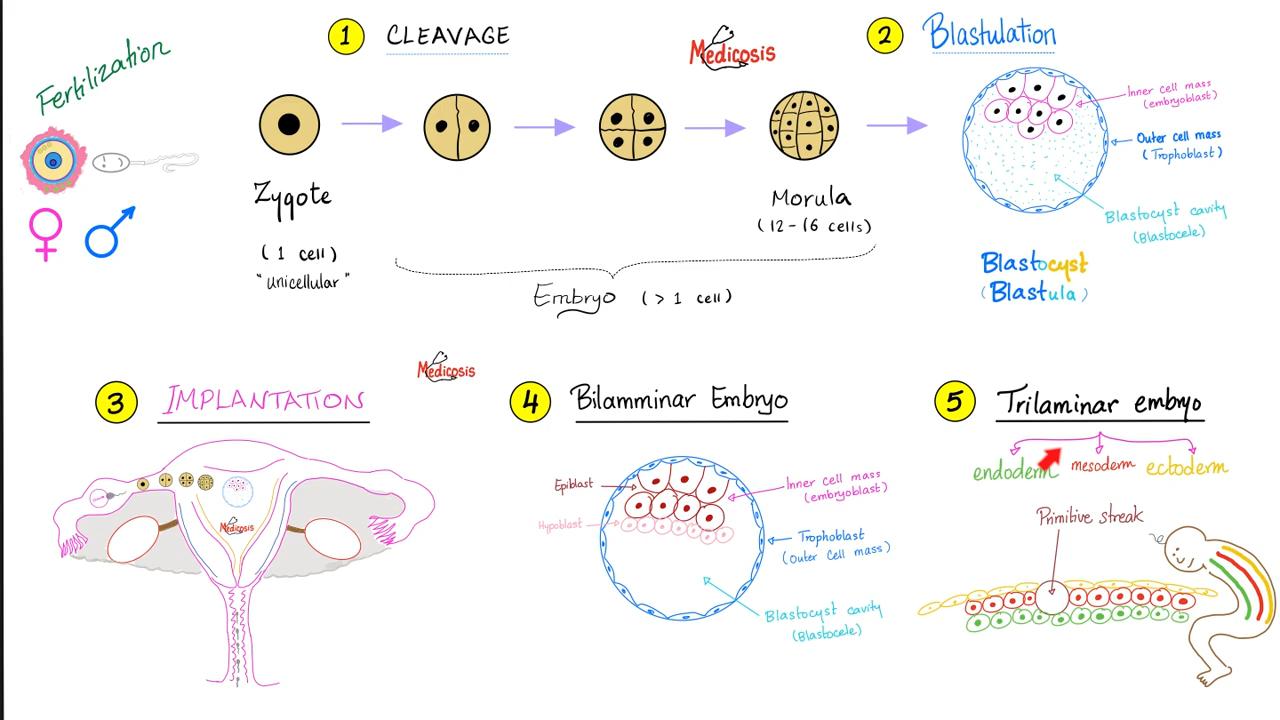 Fertilization
1 CLEAVAGE
Medicosis
Zygote
(1 cell)
"unicellular"
Morula
(12-16 cells)
Embryo (> 1 cell)
2 Blastulation
Inner cell mass
(embryoblast)
Outer cell mass
(Trophoblast)
Blastocyst cavity
(Blastocele)
Blastocyst
(Blastula)
Medicosis
3 IMPLANTATION
Medicosis
4 Bilamminar Embryo
Epiblast
Hypoblast
Inner cell mass
(embryoblast)
Trophoblast
(Outer cell mass)
Blastocyst cavity
(Blastocele)
5 Trilaminar embryo
endoderm mesoderm ectoderm
Primitive streak